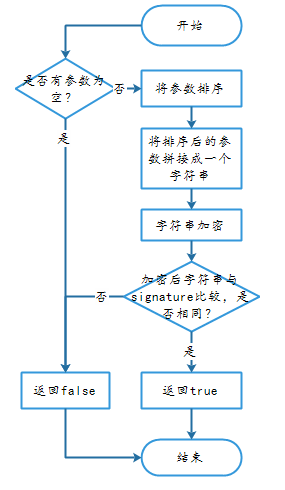 开始
是否有参数为
空?
否
将参数排序
是
将排序后的参
数拼接成一个
字符串
字符串加密
加密后字符串与
signature比较，是
否相同?
否
是
返回false
返回true
结束